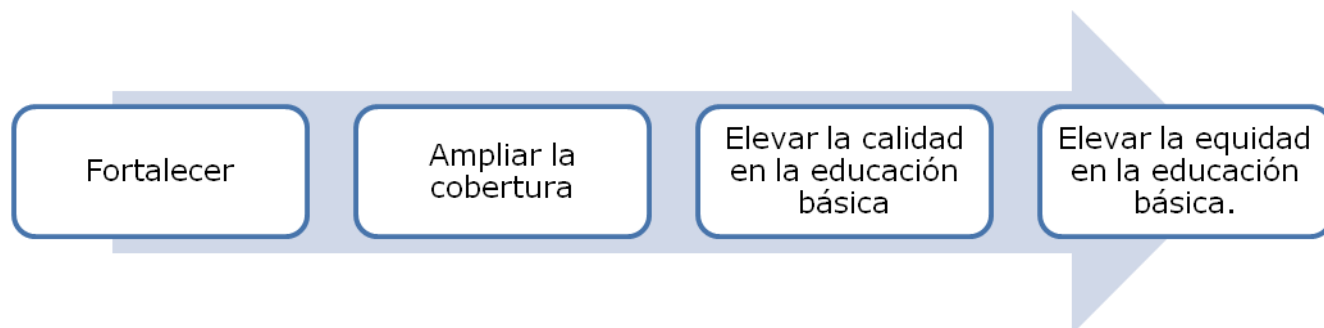 Fortalecer
Ampliar la
cobertura
Elevar la calidad
en la educación
básica
Elevar la equidad
en la educación
básica.